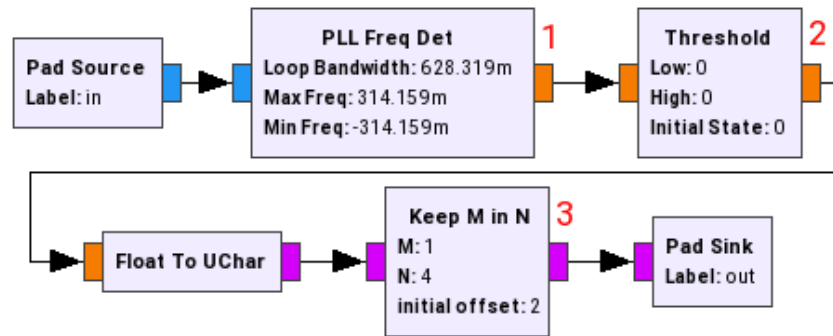 Pad Source
Label: in
PLL Freq Det
Loop Bandwidth: 628.319m
Max Freq: 314.159m
Min Freq: -314.159m
1
Threshold
Low: 0
High: 0
Initial State: 0
2
Float To UChar
Keep M in N
M: 1
N: 4
initial offset: 2
3
Pad Sink
Label: out